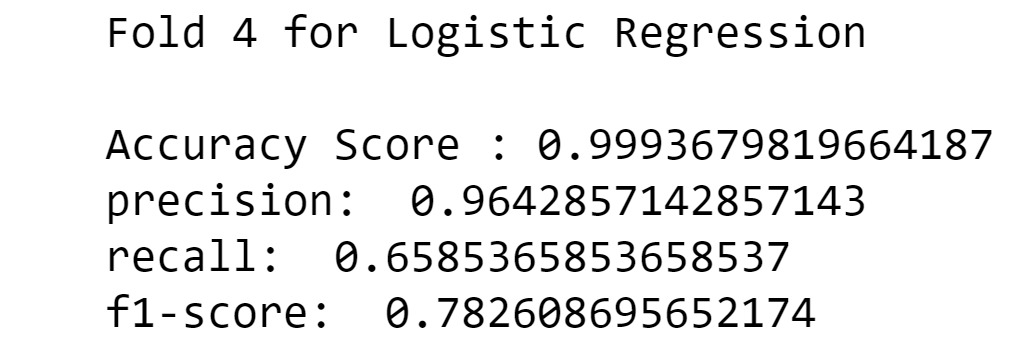 Fold 4 for Logistic Regression
Accuracy Score : 0.9993679819664187
precision:  0.9642857142857143
recall:  0.6585365853658537
f1-score:  0.782608695652174